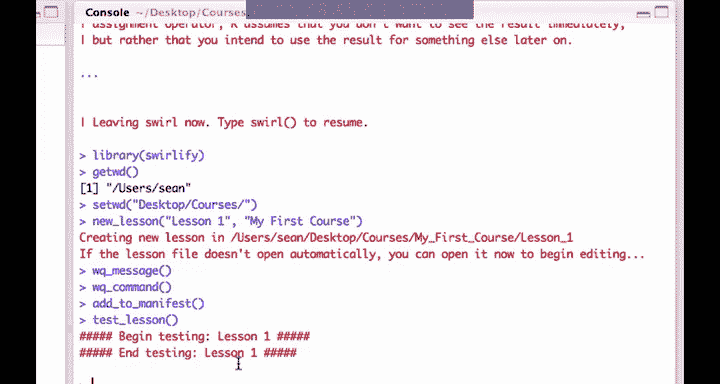 Console ~/Desktop/Courses
| assignment operator, R assumes that you don't want to see the result immediately,
| but rather that you intend to use the result for something else later on.
...
| Leaving swirl now. Type swirl() to resume.
> library(swirlify)
> getwd()
[1] "/Users/sean"
> setwd("Desktop/Courses/")
> new_lesson("Lesson 1", "My First Course")
Creating new lesson in /Users/sean/Desktop/Courses/My_First_Course/Lesson_1
If the lesson file doesn't open automatically, you can open it now to begin editing...
> wq_message()
> wq_command()
> add_to_manifest()
> test_lesson()
##### Begin testing: Lesson 1 #####
##### End testing: Lesson 1 #####
>